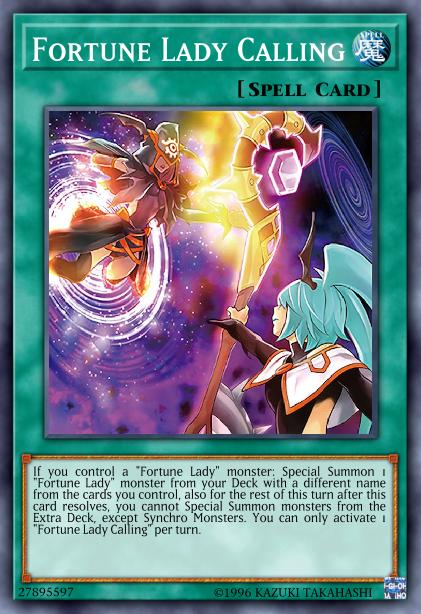 FORTUNE LADY CALLING
[SPELL CARD]
If you control a "Fortune Lady" monster: Special Summon 1
"Fortune Lady" monster from your Deck with a different name
from the cards you control, also for the rest of this turn after this
card resolves, you cannot Special Summon monsters from the
Extra Deck, except Synchro Monsters. You can only activate 1
"Fortune Lady Calling" per turn.
27895597 ©1996 KAZUKI TAKAHASHI